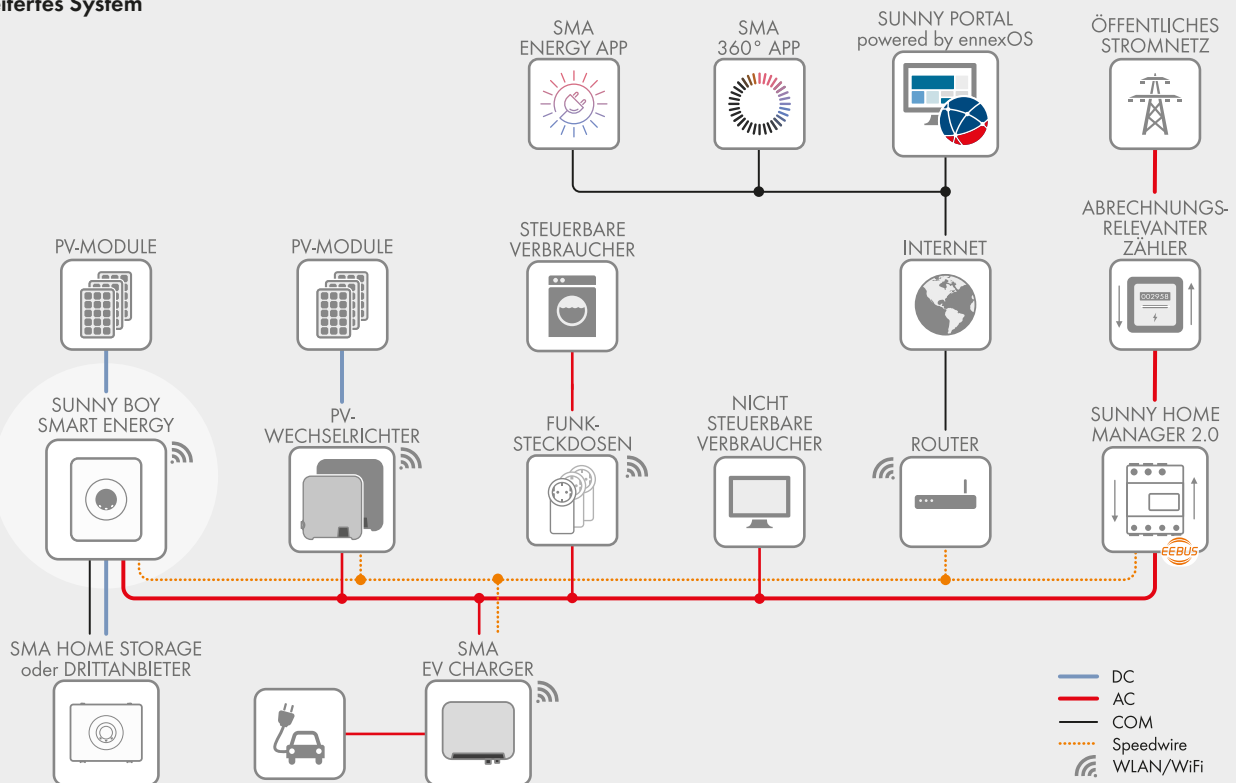 SMA
ENERGY APP
SMA
360° APP
SUNNY PORTAL
powered by ennexOS
ÖFFENTLICHES
STROMNETZ
PV-MODULE
PV-MODULE
STEUERBARE
VERBRAUCHER
INTERNET
ABRECHNUNGS-
RELEVANTER
ZÄHLER
002958
SUNNY BOY
SMART ENERGY
PV-
WECHSELRICHTER
FUNK-
STECKDOSEN
NICHT
STEUERBARE
VERBRAUCHER
ROUTER
SUNNY HOME
MANAGER 2.0
EEBUS
SMA HOME STORAGE
oder DRITTANBIETER
SMA
EV CHARGER
DC
AC
COM
Speedwire
WLAN/WiFi